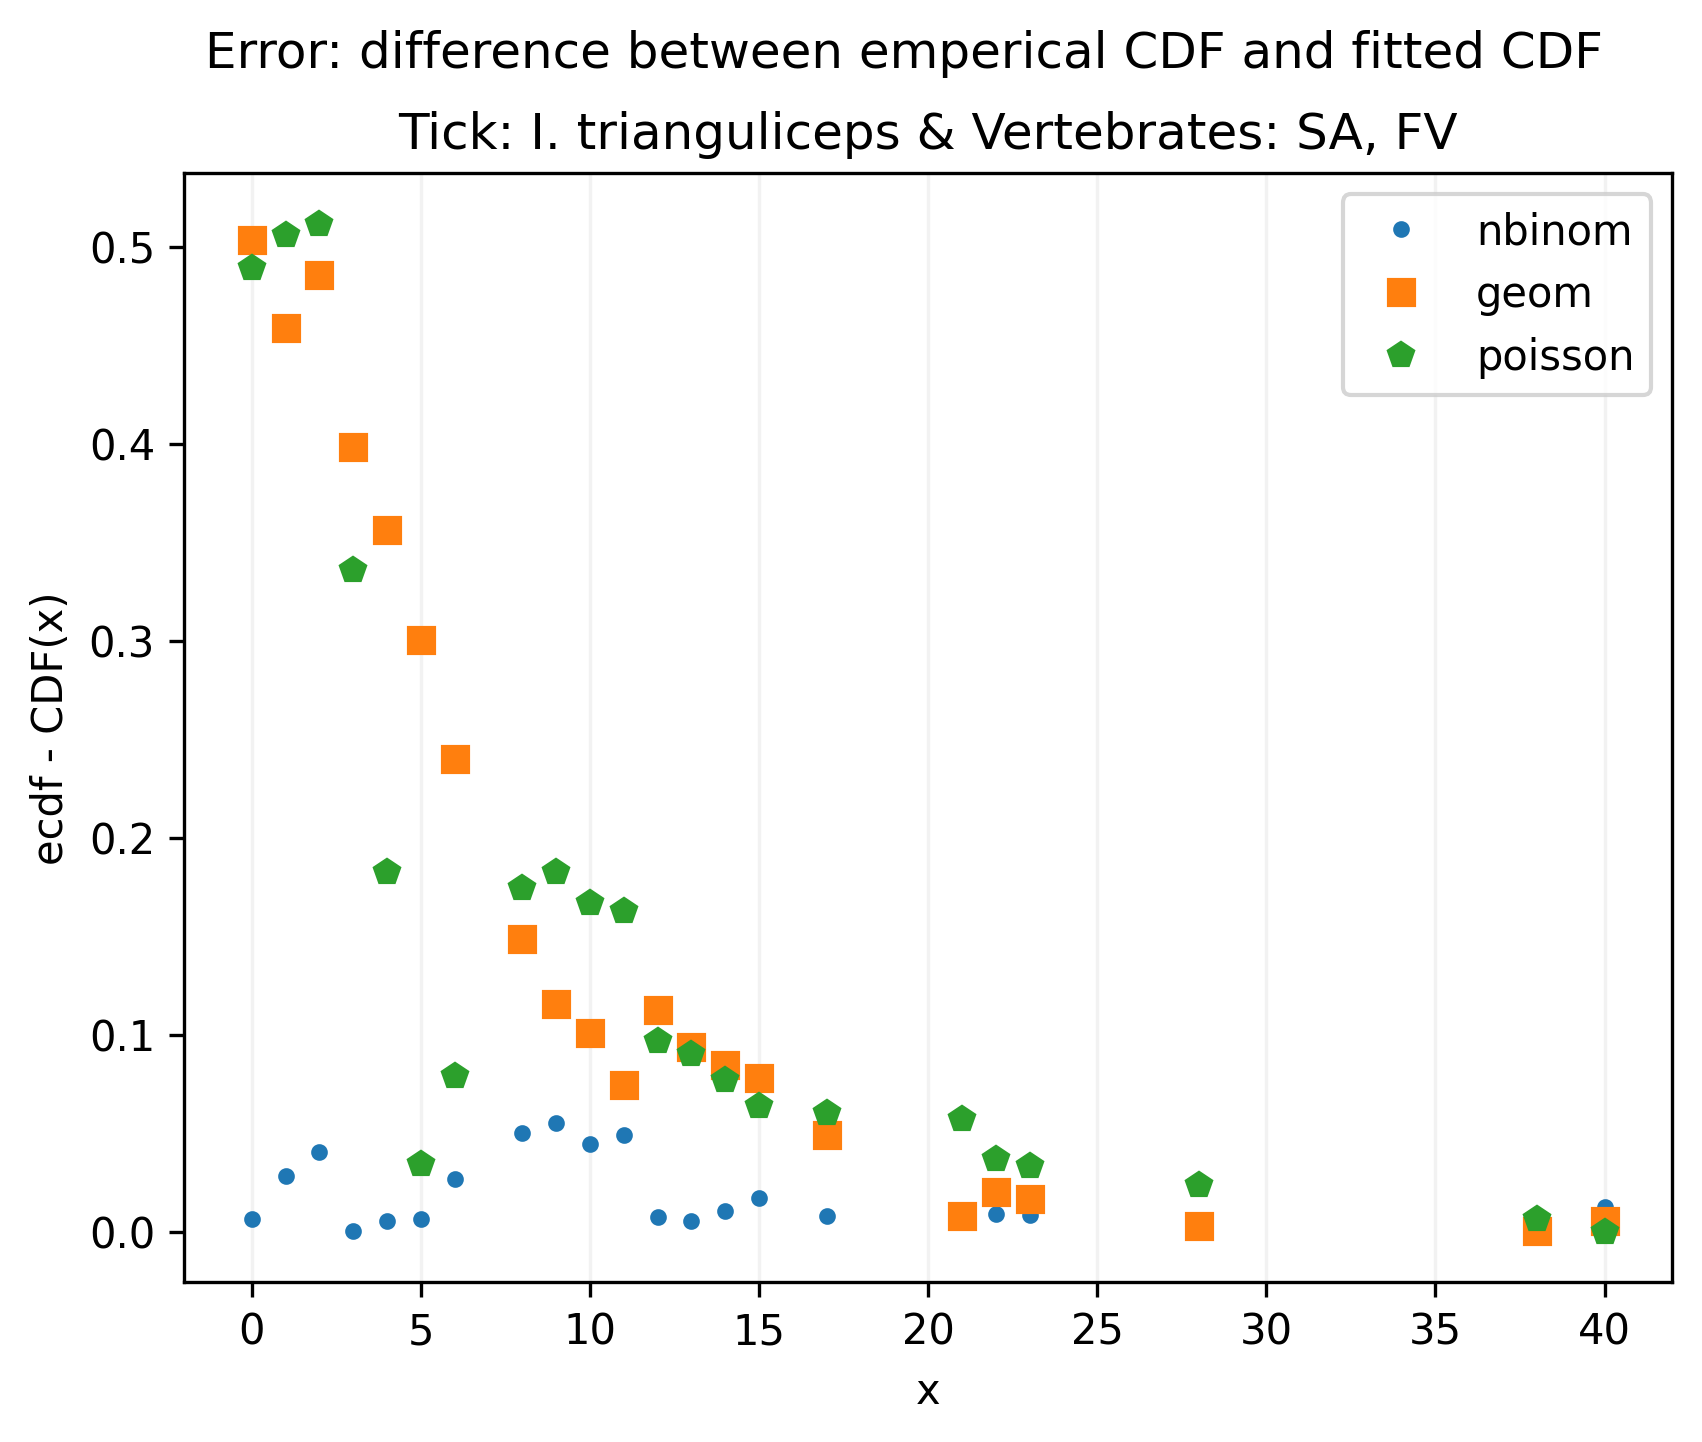 Error: difference between emperical CDF and fitted CDF
Tick: I. trianguliceps & Vertebrates: SA, FV
nbinom
geom
poisson
0.5
0.4
0.3
0.2
0.1
0.0
ecdf - CDF(x)
0 5 10 15 20 25 30 35 40
x